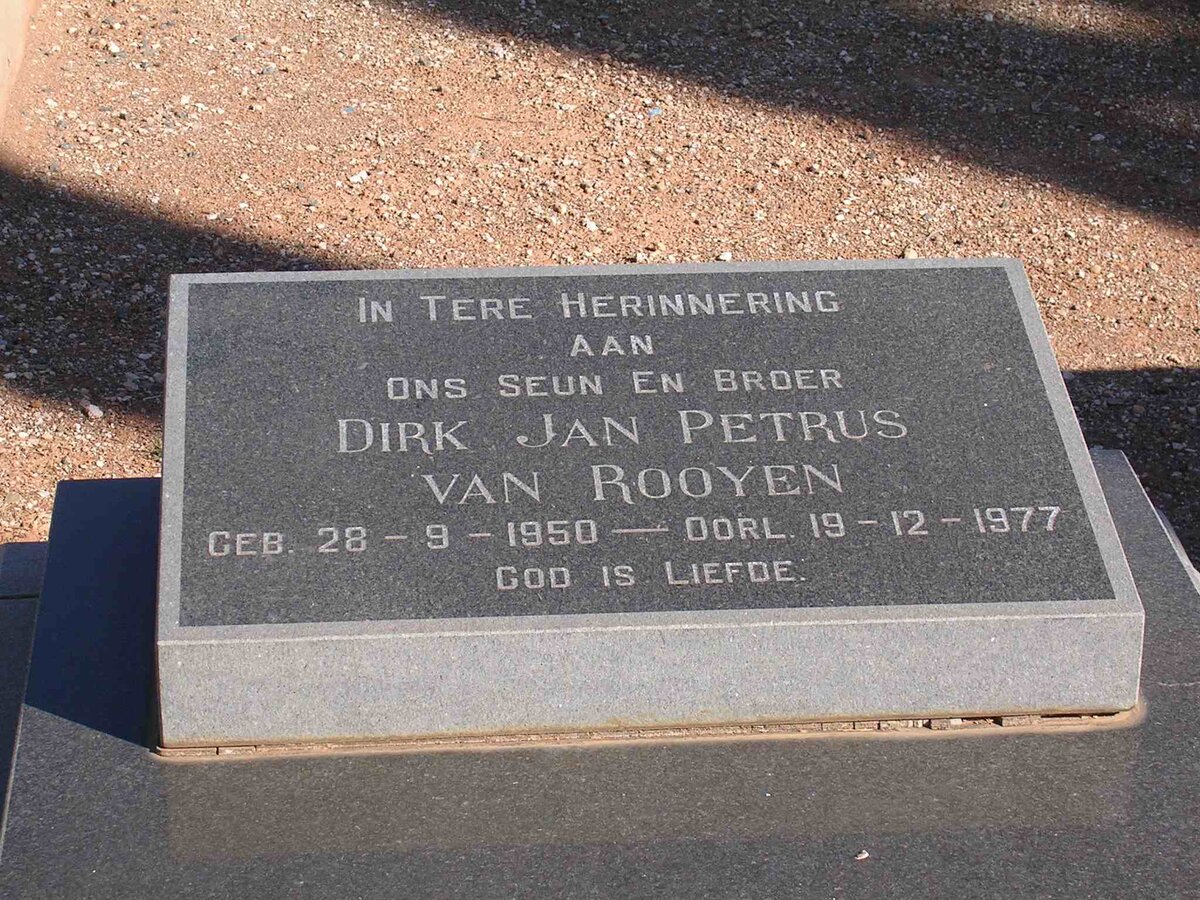 In Tere Herinnering
aan
Ons Seun En Broer
Dirk Jan Petrus
van Rooyen
Geb. 28 - 9 - 1950 — Oorl. 19 - 12 - 1977
God is Liefde.